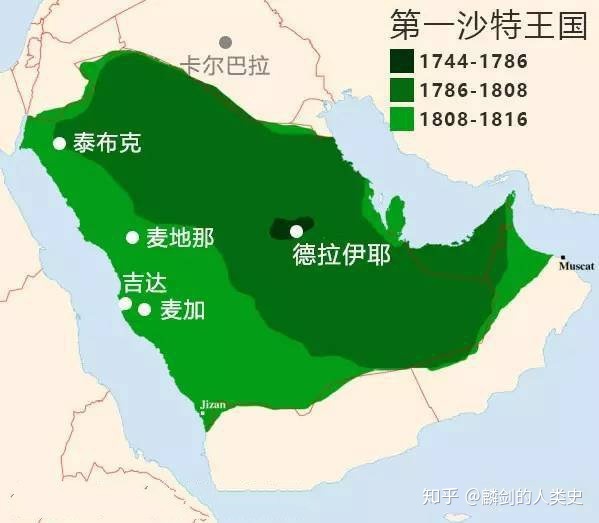 第一沙特王国
1744-1786
1786-1808
1808-1816
卡尔巴拉
泰布克
麦地那
德拉伊耶
Muscat
吉达
麦加
Jizan
知乎 @麟剑的人类史